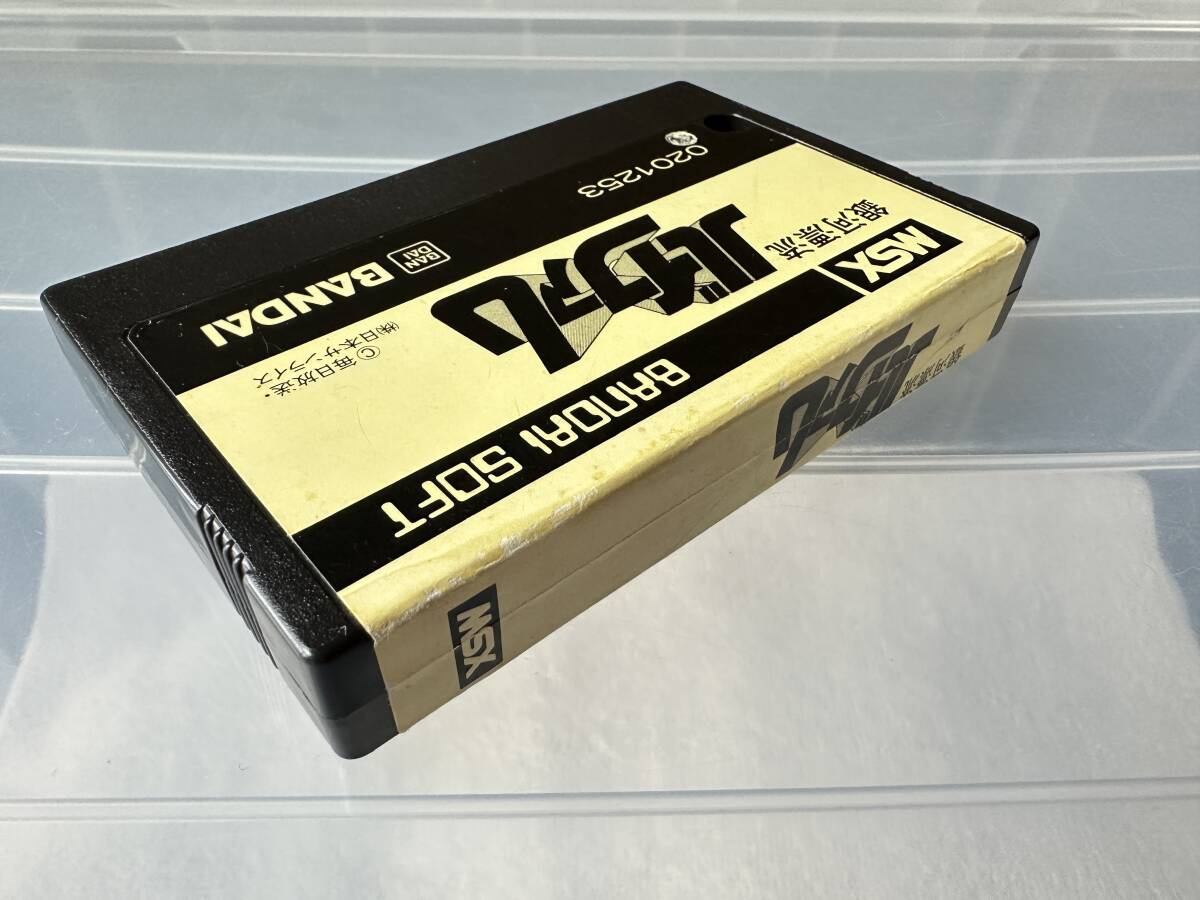 MSX
銀河漂流
バイファム
BANDAI SOFT
©毎日放送・
㈱日本サンライズ
0201253
BAN
DAI
BANDAI
銀河漂流
バイファム
MSX